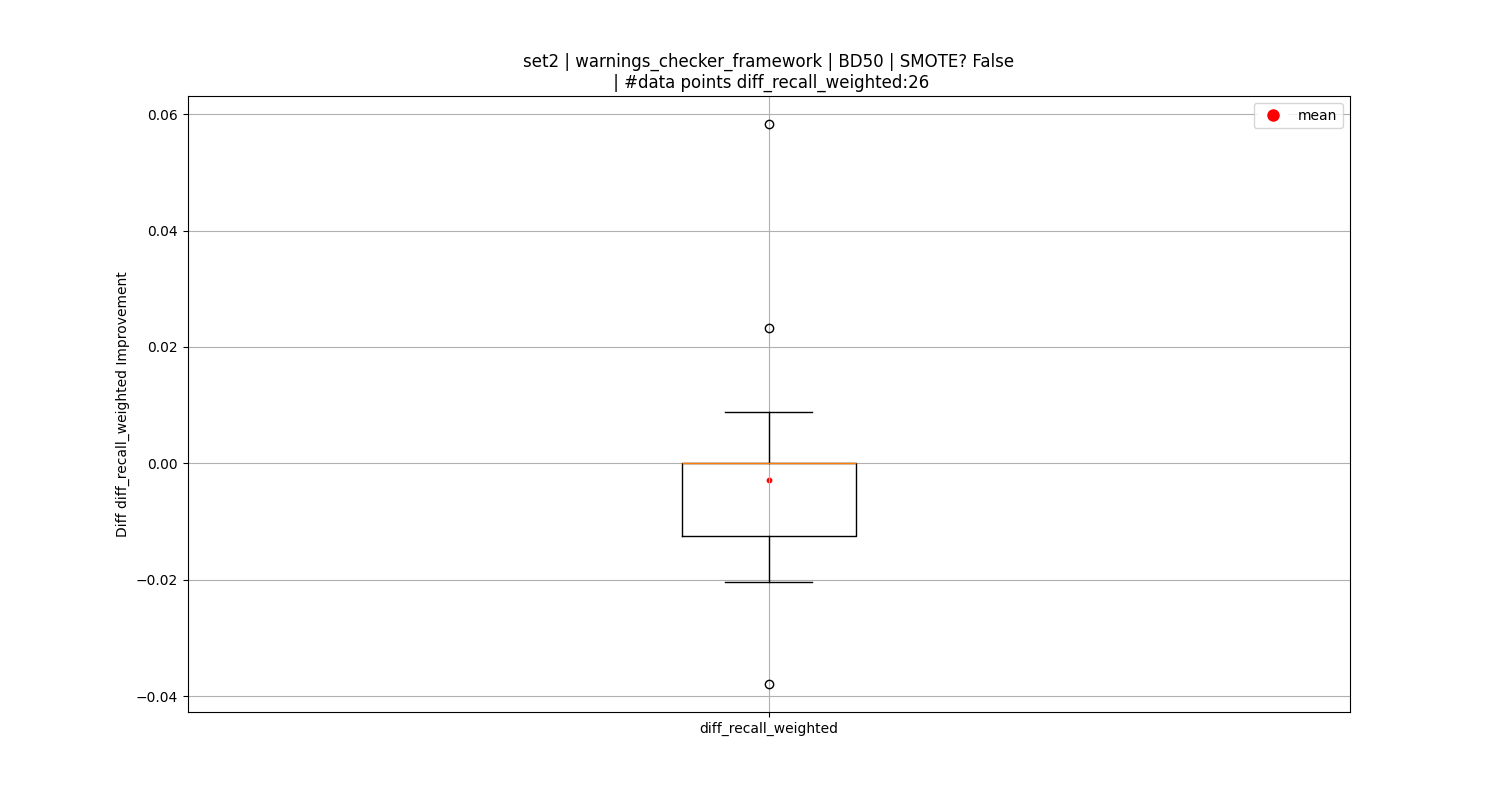 set2 | warnings_checker_framework | BD50 | SMOTE? False
| #data points diff_recall_weighted:26
mean
Diff diff_recall_weighted Improvement
0.06
0.04
0.02
0.00
−0.02
−0.04
diff_recall_weighted